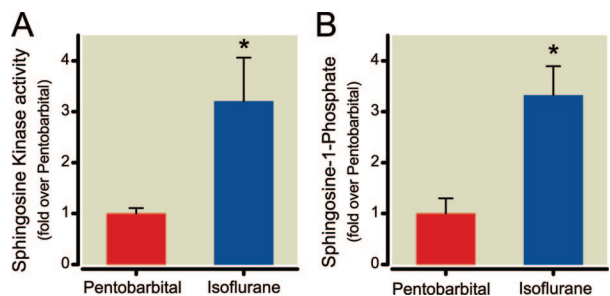 A
Sphingosine Kinase activity
(fold over Pentobarbital)
4
3
2
1
0
*
Pentobarbital
Isoflurane
B
Sphingosine-1-Phosphate
(fold over Pentobarbital)
4
3
2
1
0
*
Pentobarbital
Isoflurane